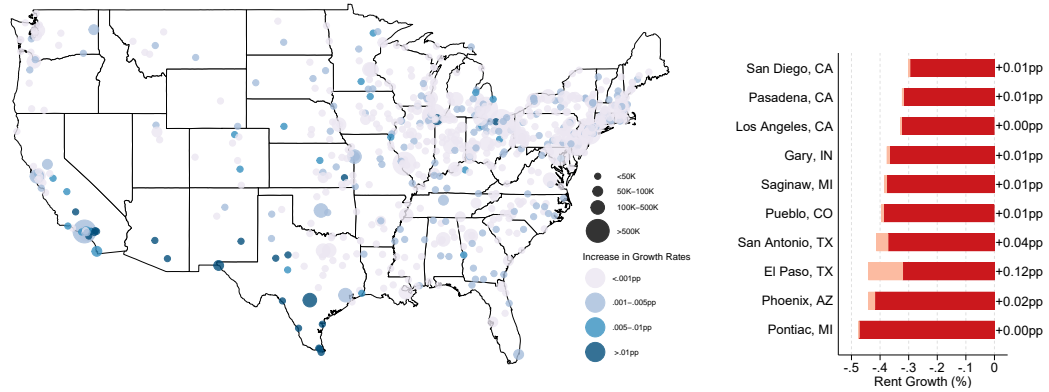 <50K
50K–100K
100K–500K
>500K
Increase in Growth Rates
<.001pp
.001–.005pp
.005–.01pp
>.01pp
San Diego, CA +0.01pp
Pasadena, CA +0.01pp
Los Angeles, CA +0.00pp
Gary, IN +0.01pp
Saginaw, MI +0.01pp
Pueblo, CO +0.01pp
San Antonio, TX +0.04pp
El Paso, TX +0.12pp
Phoenix, AZ +0.02pp
Pontiac, MI +0.00pp
-.5 -.4 -.3 -.2 -.1 0
Rent Growth (%)